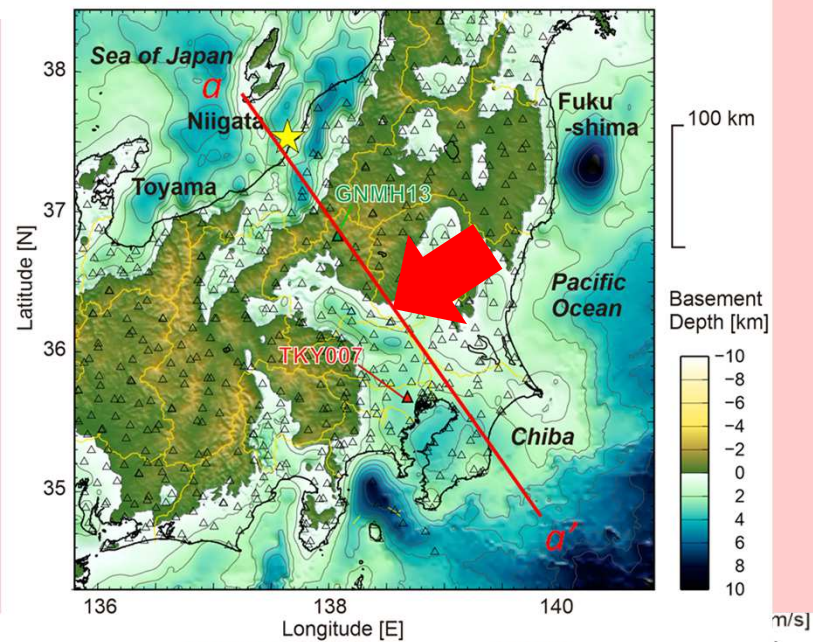 Sea of Japan
a
Niigata
Toyama
Fuku
-shima
GNMH13
Pacific
Ocean
TKY007
Chiba
a'
38
37
36
35
Latitude [N]
136
138
140
Longitude [E]
100 km
Basement
Depth [km]
−10
−8
−6
−4
−2
0
2
4
6
8
10
m/s]